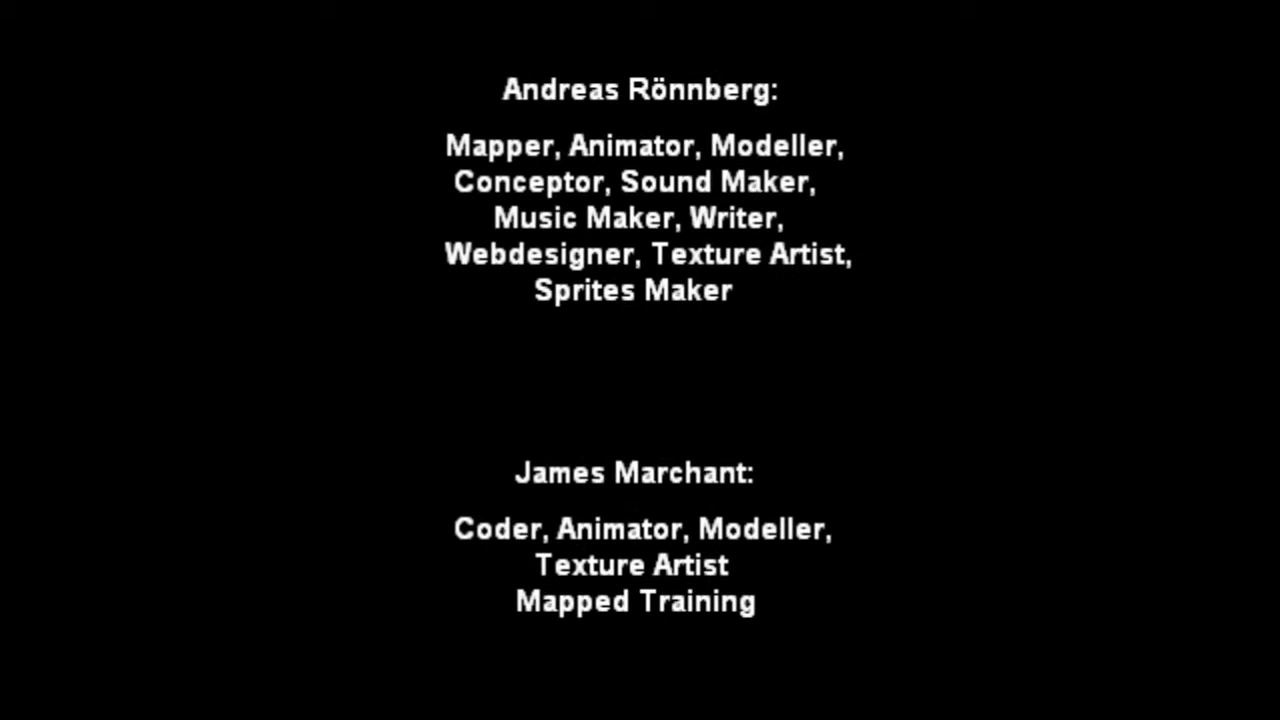 Andreas Rönnberg:
Mapper, Animator, Modeller,
Conceptor, Sound Maker,
Music Maker, Writer,
Webdesigner, Texture Artist,
Sprites Maker
James Marchant:
Coder, Animator, Modeller,
Texture Artist
Mapped Training